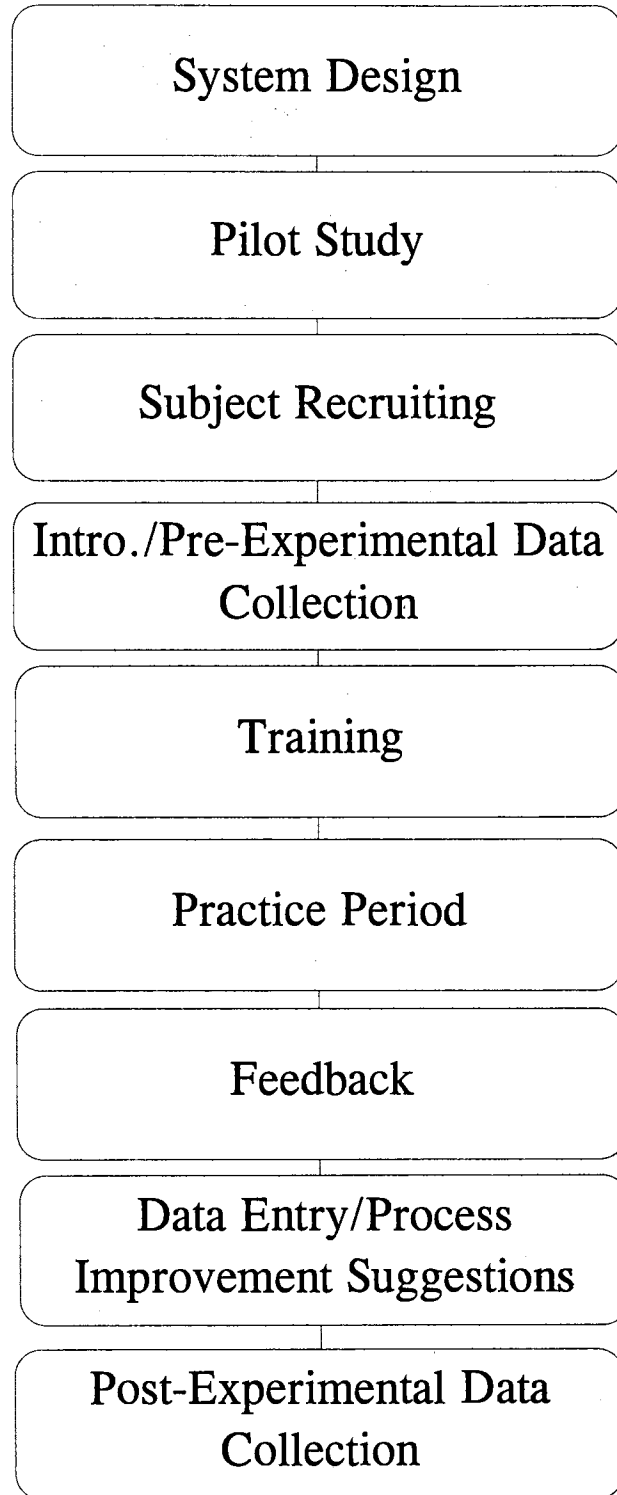 System Design
Pilot Study
Subject Recruiting
Intro./Pre-Experimental Data
Collection
Training
Practice Period
Feedback
Data Entry/Process
Improvement Suggestions
Post-Experimental Data
Collection